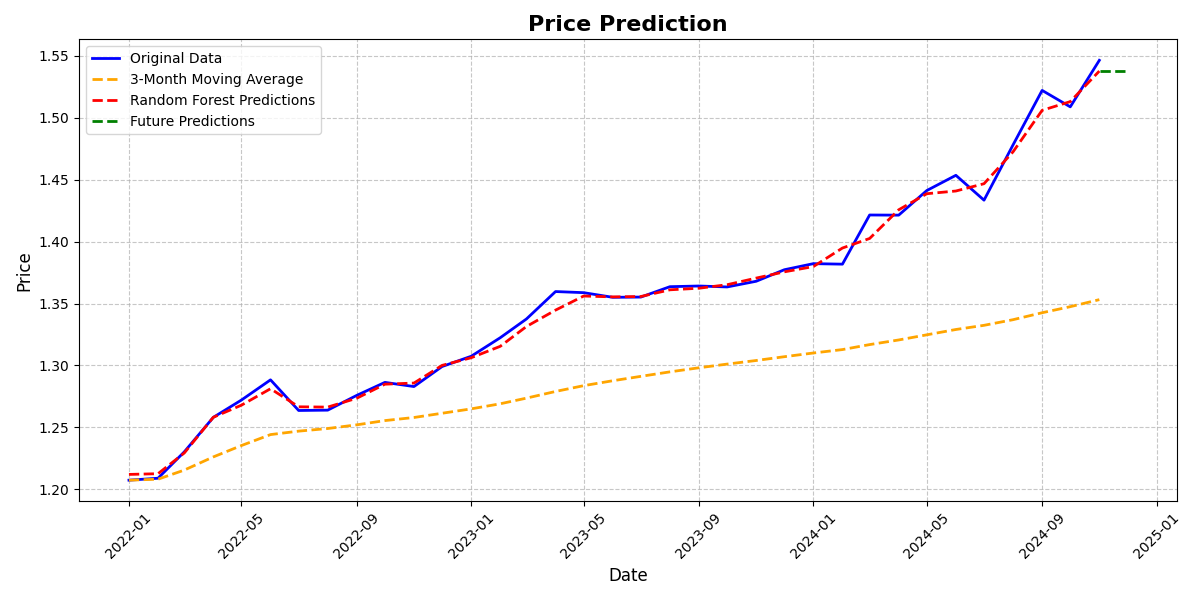 Price Prediction
Original Data
3-Month Moving Average
Random Forest Predictions
Future Predictions
Price
1.55
1.50
1.45
1.40
1.35
1.30
1.25
1.20
2022-01
2022-05
2022-09
2023-01
2023-05
2023-09
2024-01
2024-05
2024-09
2025-01
Date